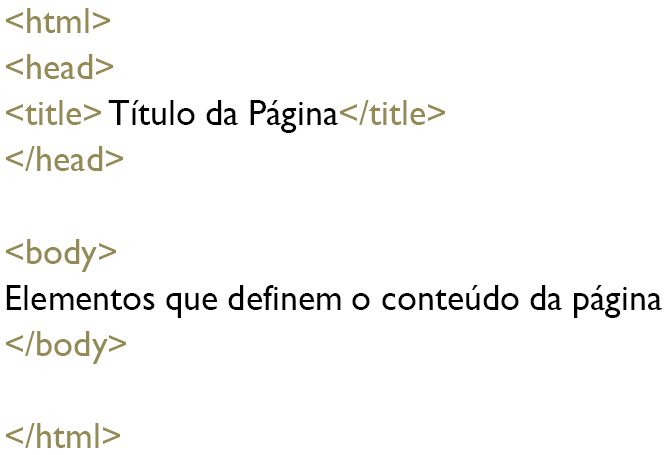 <html>
<head>
<title> Título da Página</title>
</head>
<body>
Elementos que definem o conteúdo da página
</body>
</html>